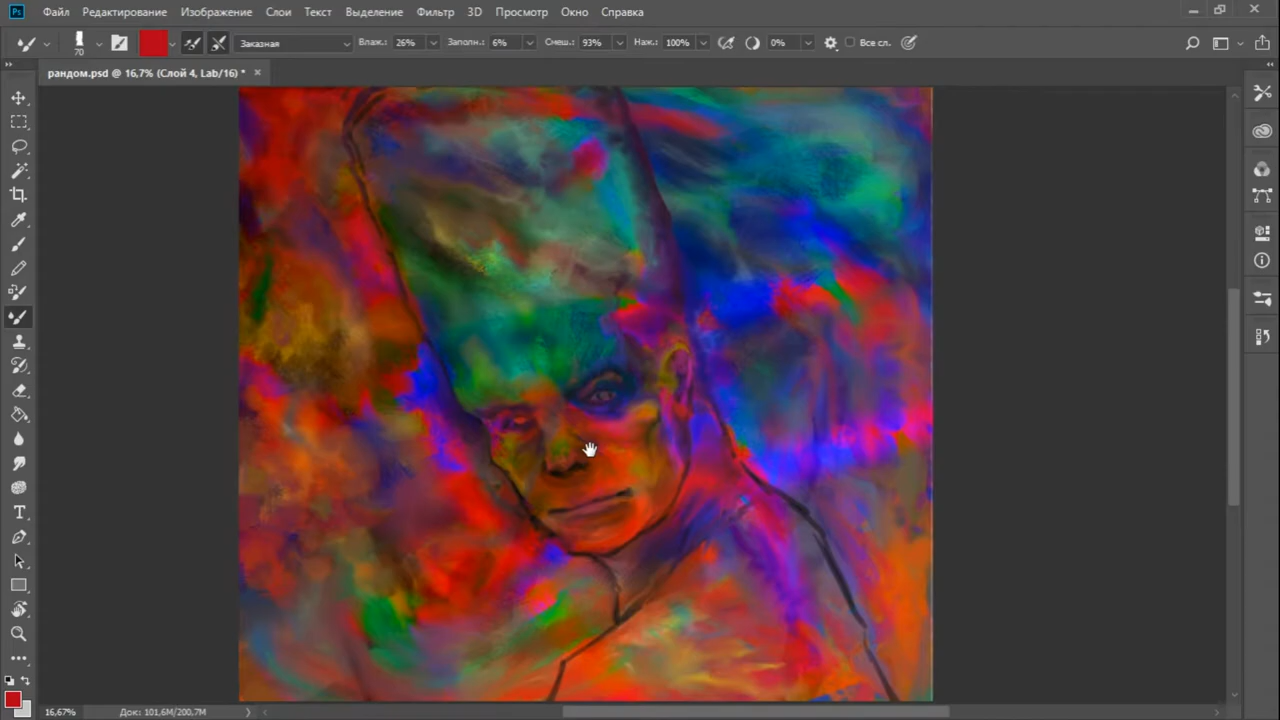 Ps Файл Редактирование Изображение Слои Текст Выделение Фильтр 3D Просмотр Окно Справка
70 Заказная Влаж.: 26% Заполн.: 6% Смеш.: 93% Наж.: 100% 0% Все сл.
рандом.psd @ 16,7% (Слой 4, Lab/16) * ×
16,67% Док: 101,6M/200,7M